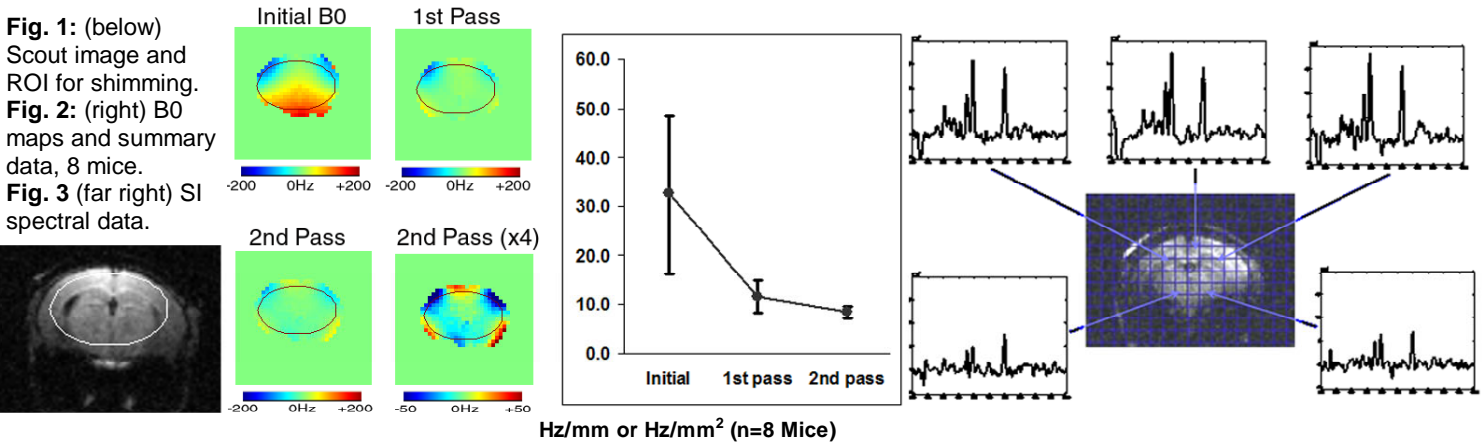 Fig. 1: (below)
Scout image and
ROI for shimming.
Fig. 2: (right) B0
maps and summary
data, 8 mice.
Fig. 3 (far right) SI
spectral data.
Initial B0
-200 0Hz +200
1st Pass
-200 0Hz +200
2nd Pass
-200 0Hz +200
2nd Pass (x4)
-50 0Hz +50
60.0
50.0
40.0
30.0
20.0
10.0
0.0
Initial 1st pass 2nd pass
Hz/mm or Hz/mm² (n=8 Mice)